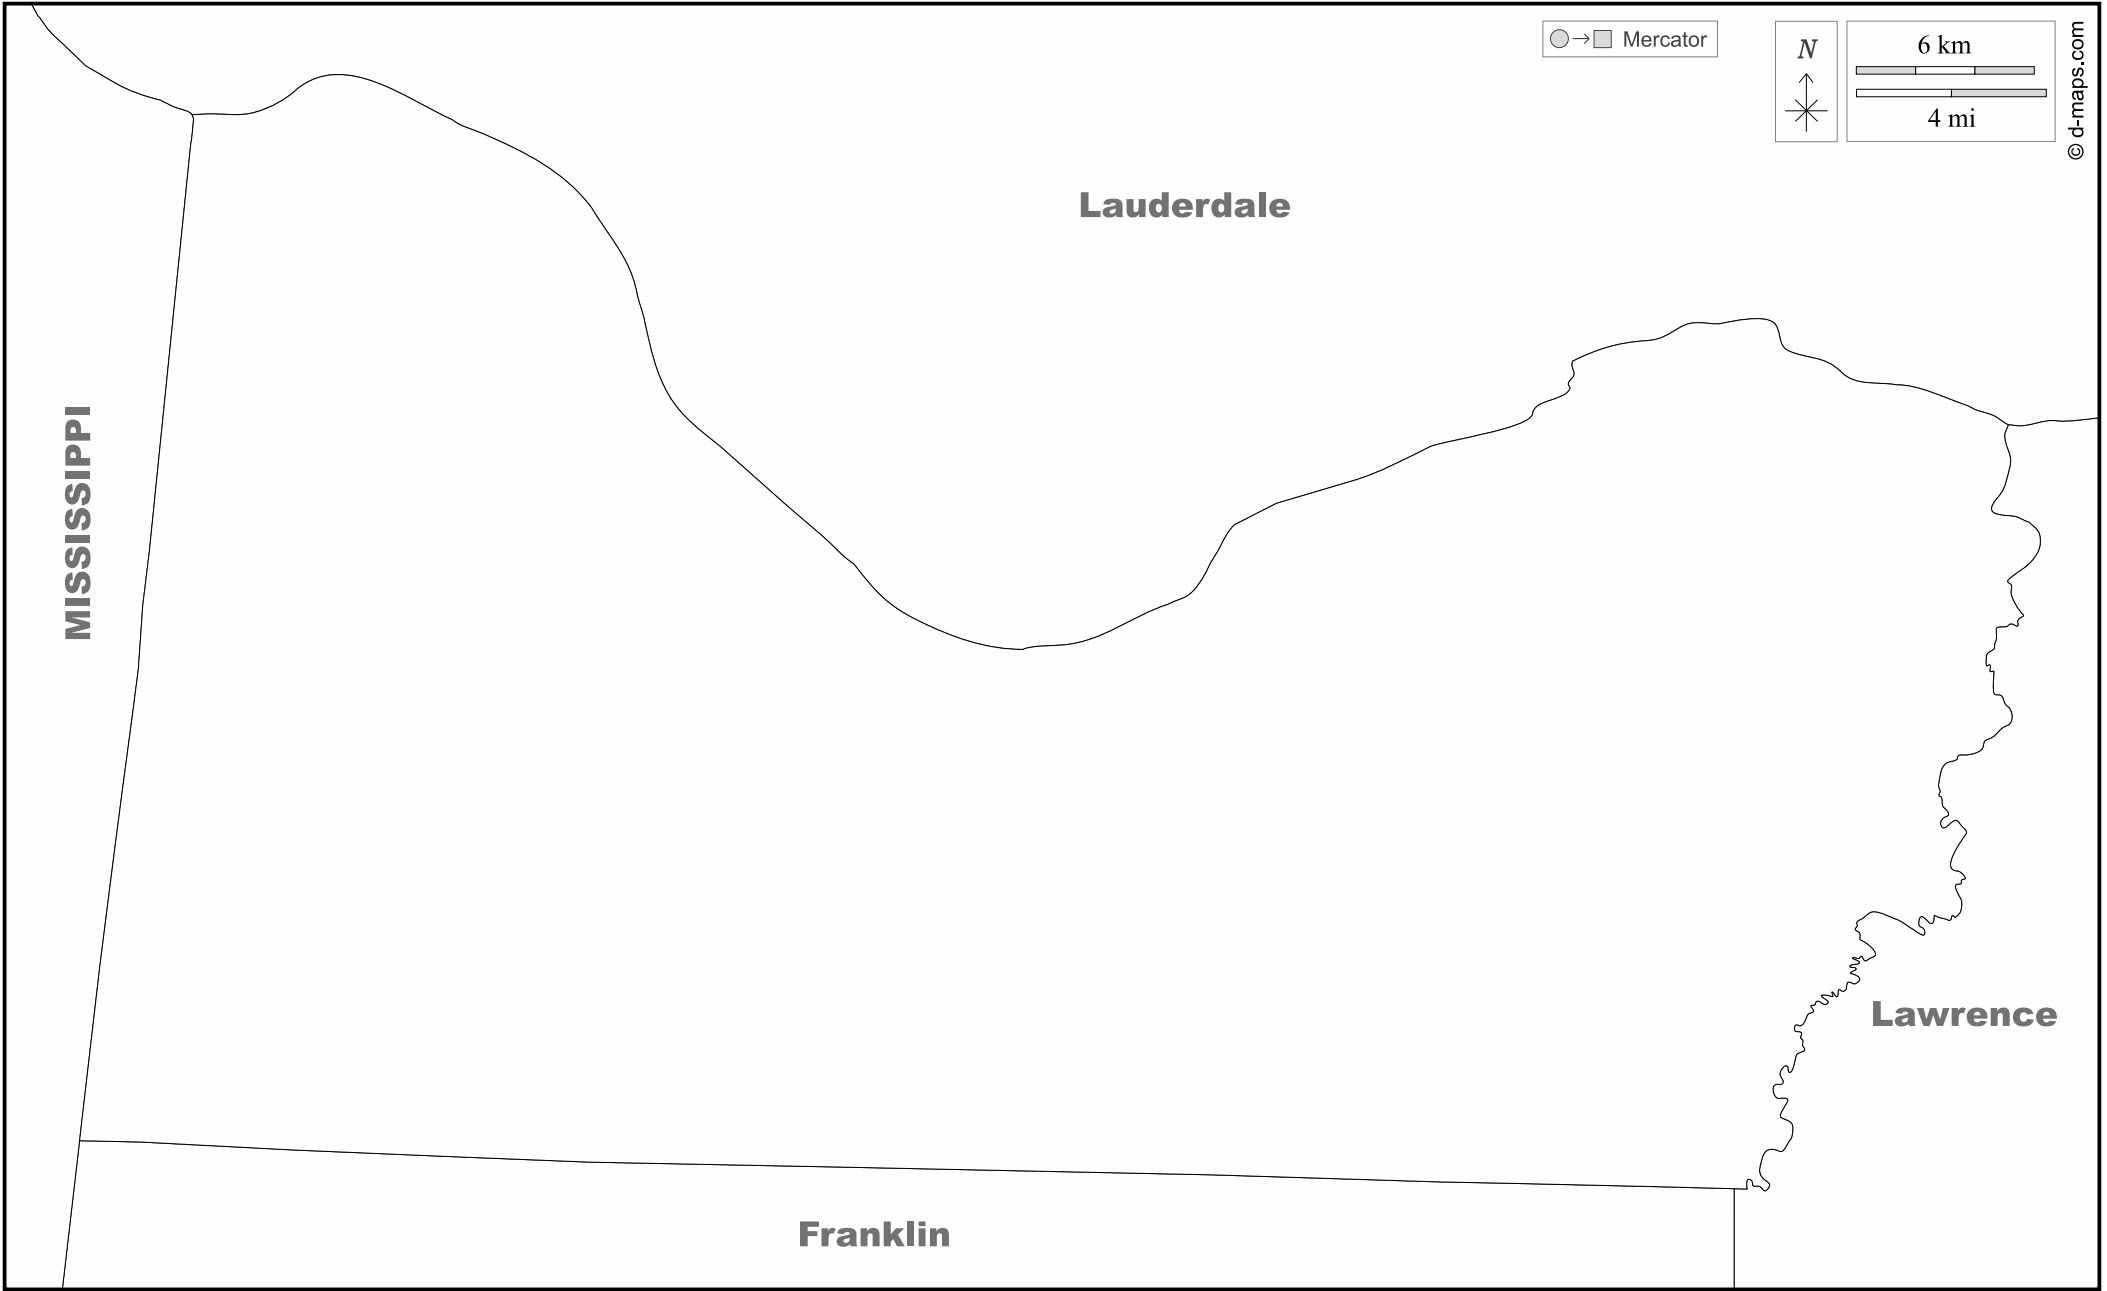 Mercator
N
6 km
4 mi
© d-maps.com
Lauderdale
MISSISSIPPI
Lawrence
Franklin